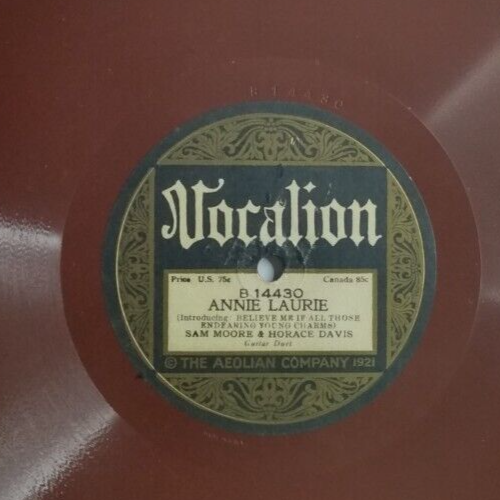 B 14430
Vocalion
Price U.S. 75c Canada 85c
B 14430
ANNIE LAURIE
(Introducing BELIEVE ME IF ALL THOSE
ENDEARING YOUNG CHARMS)
SAM MOORE & HORACE DAVIS
Guitar Duet
© THE AEOLIAN COMPANY 1921